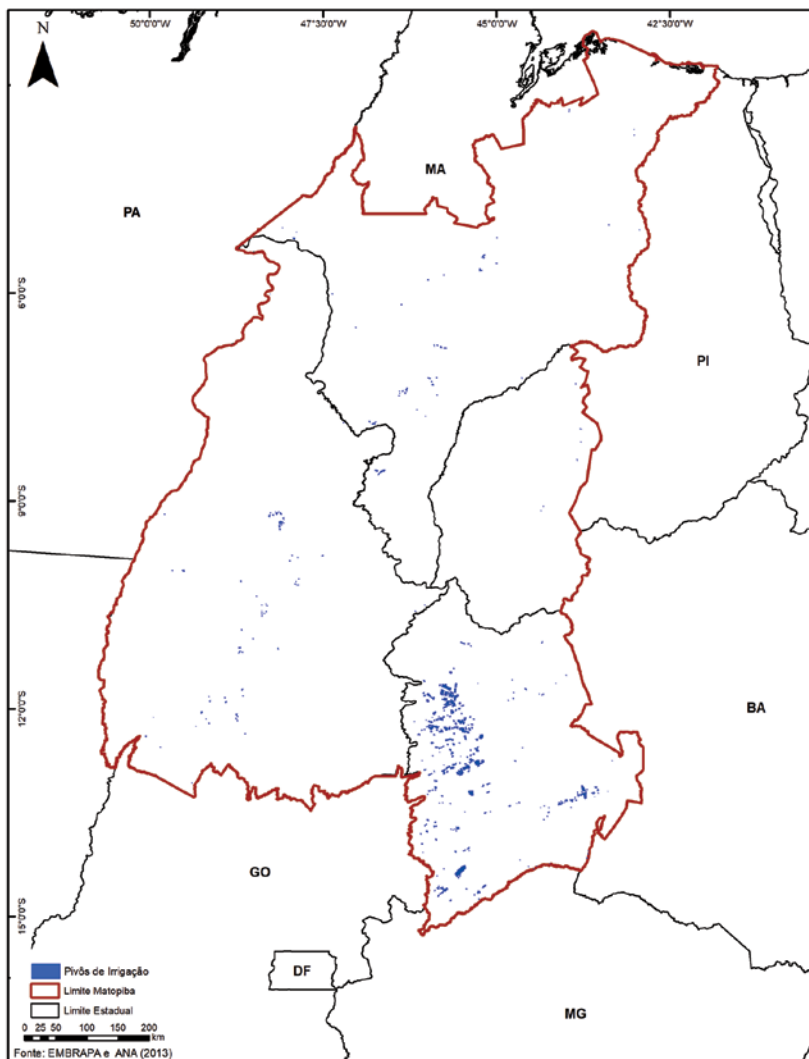 50°0'0"W 47°30'0"W 45°0'0"W 42°30'0"W
N
MA
PA
6°0'0"S
PI
9°0'0"S
12°0'0"S
BA
GO
15°0'0"S
DF
MG
Pivôs de Irrigação
Limite Matopiba
Limite Estadual
0 25 50 100 150 200
km
Fonte: EMBRAPA e ANA (2013)